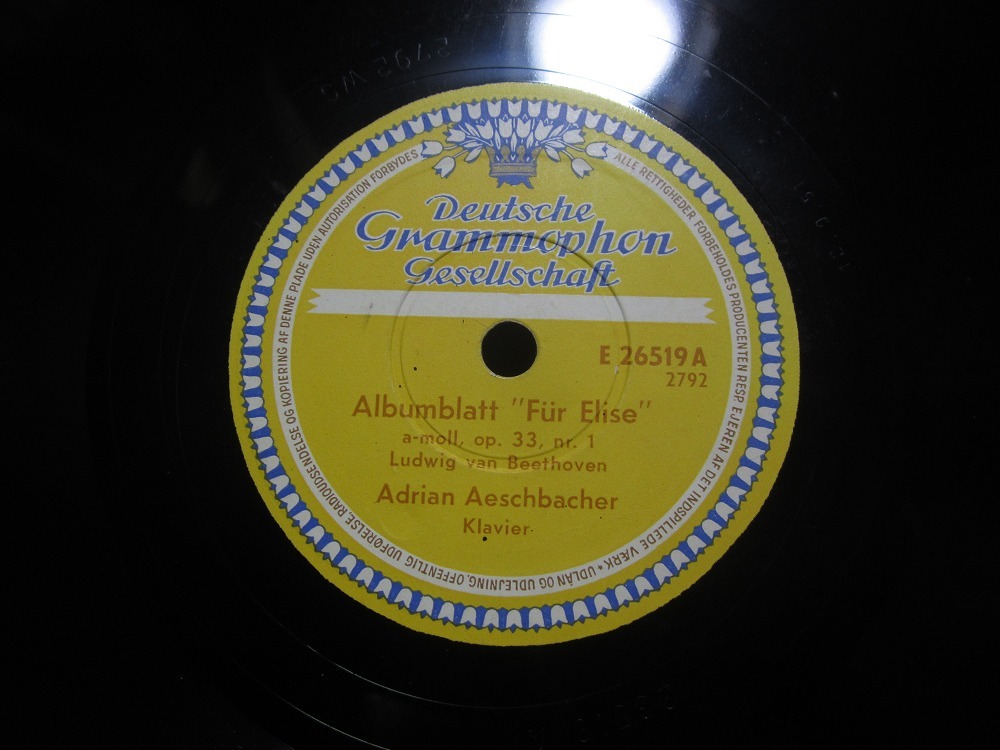 Deutsche
Grammophon
Gesellschaft
E 26519 A
2792
Albumblatt "Für Elise"
a-moll, op. 33, nr. 1
Ludwig van Beethoven
Adrian Aeschbacher
Klavier
ALLE RETTIGHEDER FORBEHOLDES PRODUCENTEN RESP. EJEREN AF DET INDSPILLEDE VÆRK • UDLÅN OG UDLEJNING, OFFENTLIG UDFØRELSE, RADIOUDSENDELSE OG KOPIERING AF DENNE PLADE UDEN AUTORISATION FORBYDES